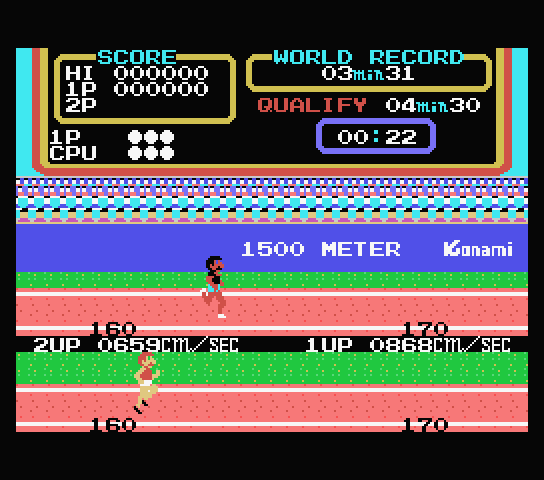 SCORE
HI 000000
1P 000000
2P
WORLD RECORD
03min31
QUALIFY 04min30
00:22
1P
CPU
1500 METER Konami
160 170
2UP 0659CM/SEC 1UP 0868CM/SEC
160 170